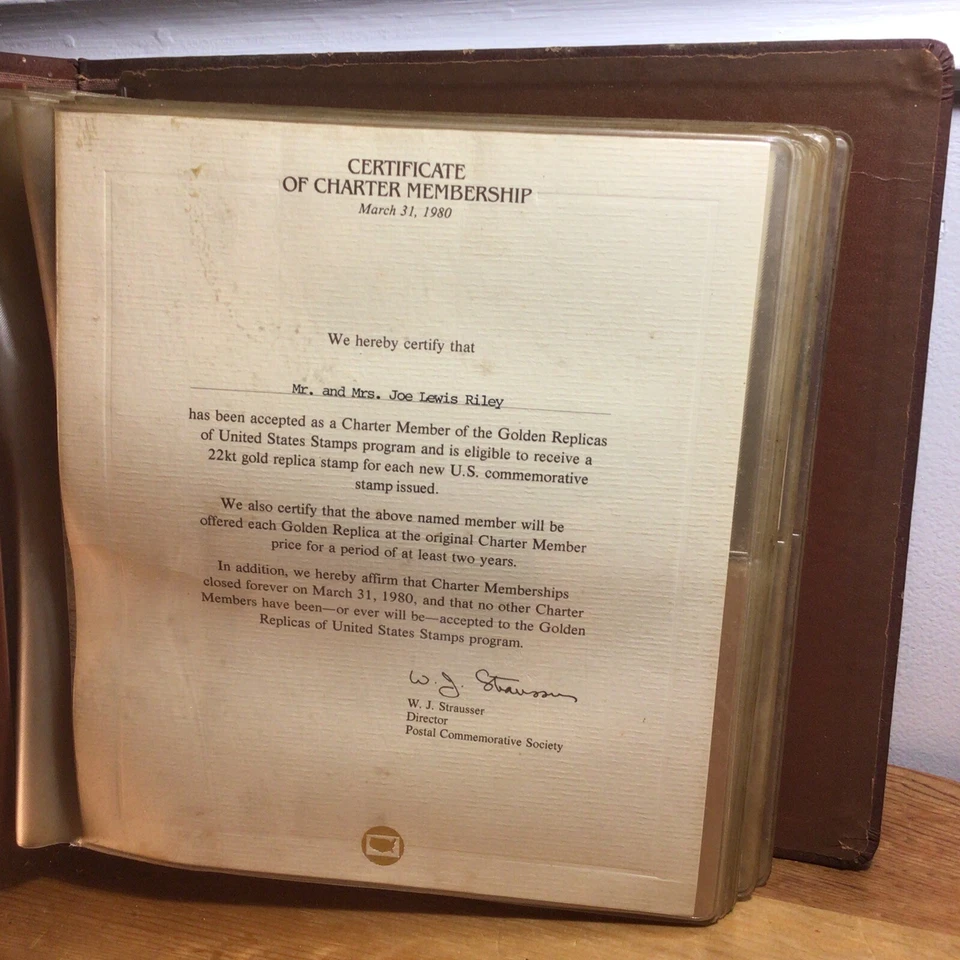 CERTIFICATE
OF CHARTER MEMBERSHIP
March 31, 1980
We hereby certify that
Mr. and Mrs. Joe Lewis Riley
has been accepted as a Charter Member of the Golden Replicas
of United States Stamps program and is eligible to receive a
22kt gold replica stamp for each new U.S. commemorative
stamp issued.
We also certify that the above named member will be
offered each Golden Replica at the original Charter Member
price for a period of at least two years.
In addition, we hereby affirm that Charter Memberships
closed forever on March 31, 1980, and that no other Charter
Members have been—or ever will be—accepted to the Golden
Replicas of United States Stamps program.
W. J. Strausser
W. J. Strausser
Director
Postal Commemorative Society